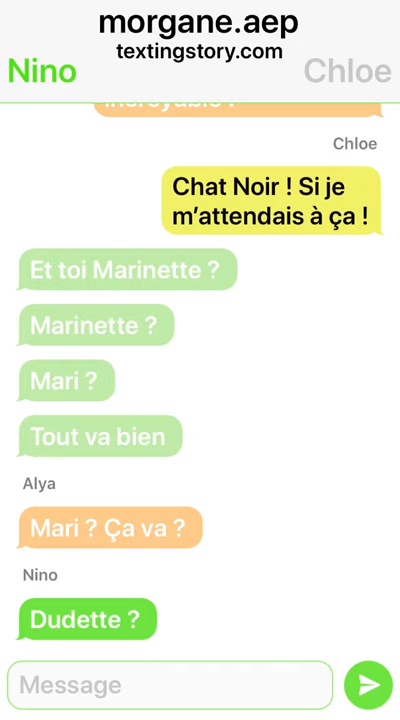 morgane.aep
textingstory.com
Nino
Chloe
incroyable !
Chloe
Chat Noir ! Si je
m'attendais à ça !
Et toi Marinette ?
Marinette ?
Mari ?
Tout va bien
Alya
Mari ? Ça va ?
Nino
Dudette ?
Message